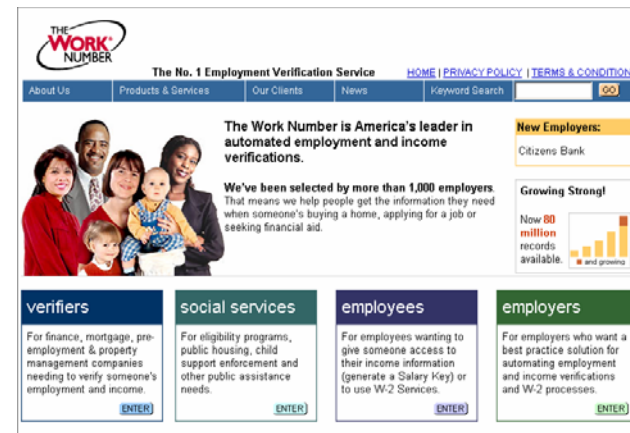 THE
WORK
NUMBER
The No. 1 Employment Verification Service
HOME | PRIVACY POLICY | TERMS & CONDITION
About Us
Products & Services
Our Clients
News
Keyword Search
GO
The Work Number is America's leader in
automated employment and income
verifications.
We've been selected by more than 1,000 employers.
That means we help people get the information they need
when someone's buying a home, applying for a job or
seeking financial aid.
New Employers:
Citizens Bank
Growing Strong!
Now 80
million
records
available.
and growing
verifiers
For finance, mortgage, pre-
employment & property
management companies
needing to verify someone's
employment and income.
ENTER
social services
For eligibility programs,
public housing, child
support enforcement and
other public assistance
needs.
ENTER
employees
For employees wanting to
give someone access to
their income information
(generate a Salary Key) or
to use W-2 Services.
ENTER
employers
For employers who want a
best practice solution for
automating employment
and income verifications
and W-2 processes.
ENTER